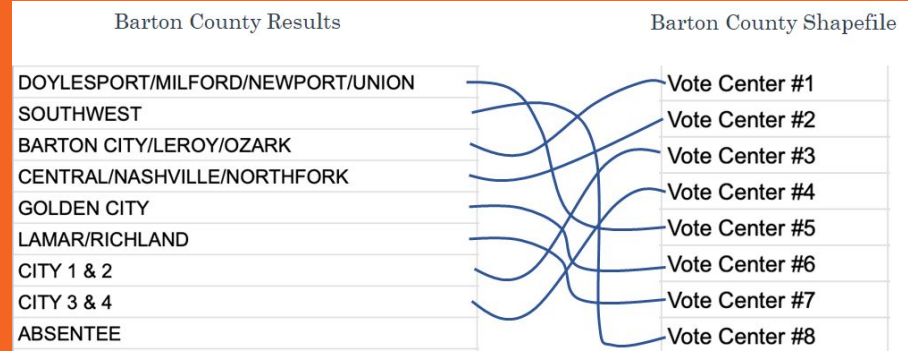 Barton County Results
Barton County Shapefile
DOYLESPORT/MILFORD/NEWPORT/UNION
SOUTHWEST
BARTON CITY/LEROY/OZARK
CENTRAL/NASHVILLE/NORTHFORK
GOLDEN CITY
LAMAR/RICHLAND
CITY 1 & 2
CITY 3 & 4
ABSENTEE
Vote Center #1
Vote Center #2
Vote Center #3
Vote Center #4
Vote Center #5
Vote Center #6
Vote Center #7
Vote Center #8